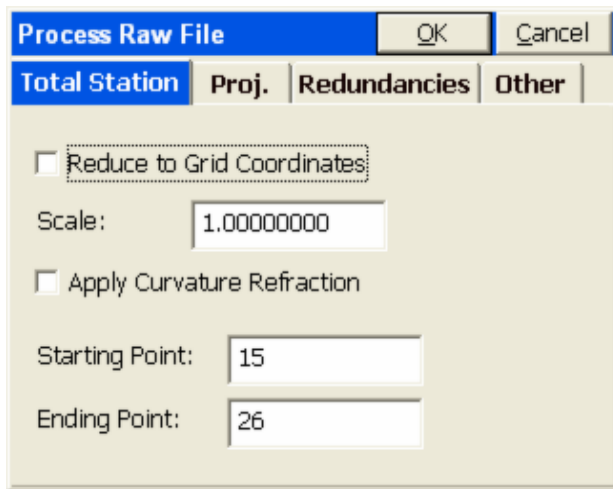 Process Raw File OK Cancel
Total Station Proj. Redundancies Other
Reduce to Grid Coordinates
Scale: 1.00000000
Apply Curvature Refraction
Starting Point: 15
Ending Point: 26